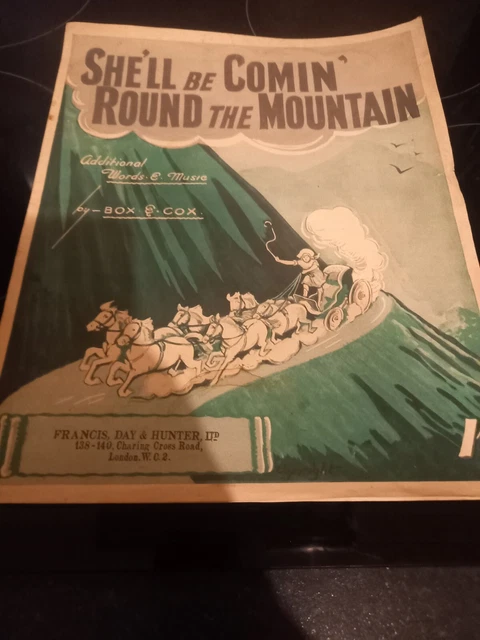 SHE'LL BE COMIN'
ROUND THE MOUNTAIN
Additional
Words & Music
by - BOX & COX.
FRANCIS, DAY & HUNTER, LTD
138-140, Charing Cross Road,
London, W.C.2.
1